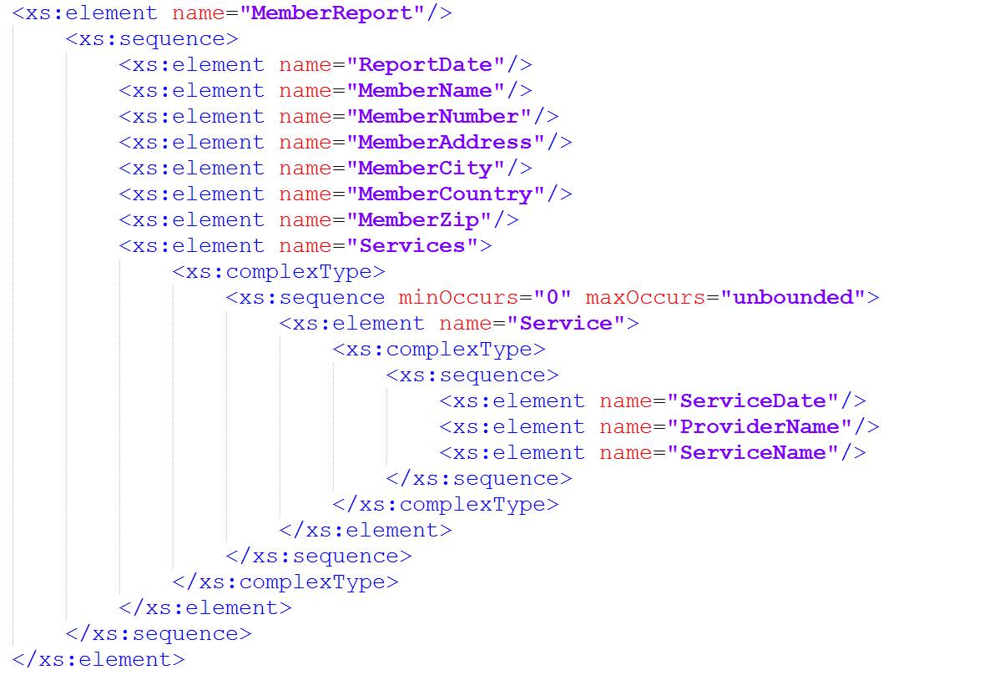 <xs:element name="MemberReport"/>
<xs:sequence>
<xs:element name="ReportDate"/>
<xs:element name="MemberName"/>
<xs:element name="MemberNumber"/>
<xs:element name="MemberAddress"/>
<xs:element name="MemberCity"/>
<xs:element name="MemberCountry"/>
<xs:element name="MemberZip"/>
<xs:element name="Services">
<xs:complexType>
<xs:sequence minOccurs="0" maxOccurs="unbounded">
<xs:element name="Service">
<xs:complexType>
<xs:sequence>
<xs:element name="ServiceDate"/>
<xs:element name="ProviderName"/>
<xs:element name="ServiceName"/>
</xs:sequence>
</xs:complexType>
</xs:element>
</xs:sequence>
</xs:complexType>
</xs:element>
</xs:sequence>
</xs:element>